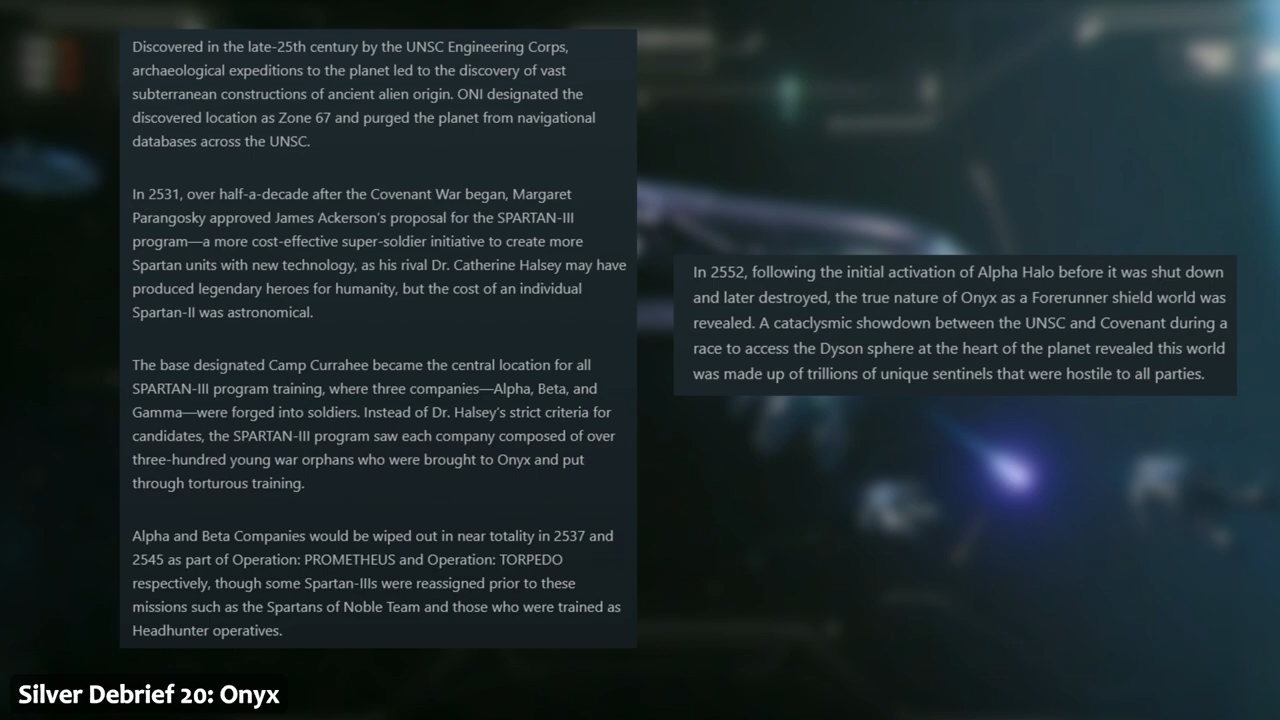 Discovered in the late-25th century by the UNSC Engineering Corps,
archaeological expeditions to the planet led to the discovery of vast
subterranean constructions of ancient alien origin. ONI designated the
discovered location as Zone 67 and purged the planet from navigational
databases across the UNSC.
In 2531, over half-a-decade after the Covenant War began, Margaret
Parangosky approved James Ackerson's proposal for the SPARTAN-III
program—a more cost-effective super-soldier initiative to create more
Spartan units with new technology, as his rival Dr. Catherine Halsey may have
produced legendary heroes for humanity, but the cost of an individual
Spartan-II was astronomical.
The base designated Camp Currahee became the central location for all
SPARTAN-III program training, where three companies—Alpha, Beta, and
Gamma—were forged into soldiers. Instead of Dr. Halsey's strict criteria for
candidates, the SPARTAN-III program saw each company composed of over
three-hundred young war orphans who were brought to Onyx and put
through torturous training.
Alpha and Beta Companies would be wiped out in near totality in 2537 and
2545 as part of Operation: PROMETHEUS and Operation: TORPEDO
respectively, though some Spartan-IIIs were reassigned prior to these
missions such as the Spartans of Noble Team and those who were trained as
Headhunter operatives.
In 2552, following the initial activation of Alpha Halo before it was shut down
and later destroyed, the true nature of Onyx as a Forerunner shield world was
revealed. A cataclysmic showdown between the UNSC and Covenant during a
race to access the Dyson sphere at the heart of the planet revealed this world
was made up of trillions of unique sentinels that were hostile to all parties.
Silver Debrief 20: Onyx